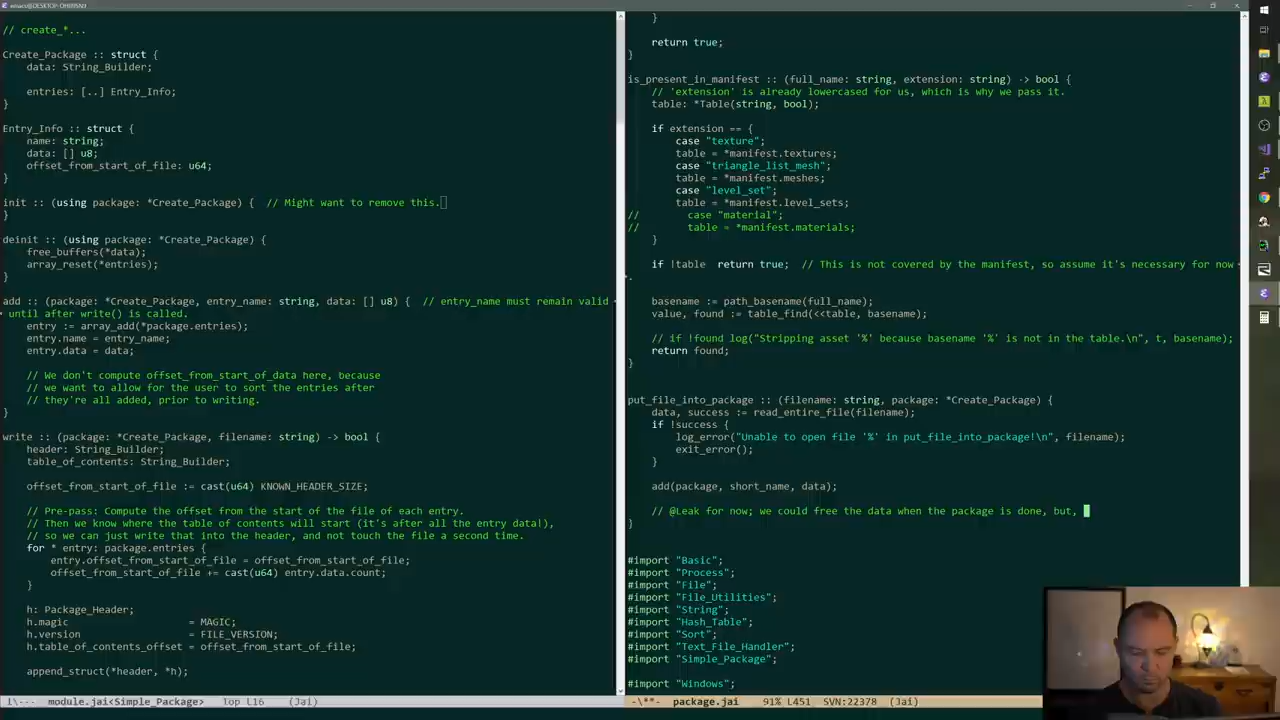 emacs@DESKTOP-OH89SN3
// create_*...
Create_Package :: struct {
data: String_Builder;
entries: [..] Entry_Info;
}
Entry_Info :: struct {
name: string;
data: [] u8;
offset_from_start_of_file: u64;
}
init :: (using package: *Create_Package) {  // Might want to remove this.
}
deinit :: (using package: *Create_Package) {
free_buffers(*data);
array_reset(*entries);
}
add :: (package: *Create_Package, entry_name: string, data: [] u8) {  // entry_name must remain valid
until after write() is called.
entry := array_add(*package.entries);
entry.name = entry_name;
entry.data = data;
// We don't compute offset_from_start_of_data here, because
// we want to allow for the user to sort the entries after
// they're all added, prior to writing.
}
write :: (package: *Create_Package, filename: string) -> bool {
header: String_Builder;
table_of_contents: String_Builder;
offset_from_start_of_file := cast(u64) KNOWN_HEADER_SIZE;
// Pre-pass: Compute the offset from the start of the file of each entry.
// Then we know where the table of contents will start (it's after all the entry data!),
// so we can just write that into the header, and not touch the file a second time.
for * entry: package.entries {
entry.offset_from_start_of_file = offset_from_start_of_file;
offset_from_start_of_file += cast(u64) entry.data.count;
}
h: Package_Header;
h.magic = MAGIC;
h.version = FILE_VERSION;
h.table_of_contents_offset = offset_from_start_of_file;
append_struct(*header, *h);
i\--- module.jai<Simple_Package> Top L16 (Jai)
}
return true;
}
is_present_in_manifest :: (full_name: string, extension: string) -> bool {
// 'extension' is already lowercased for us, which is why we pass it.
table: *Table(string, bool);
if extension == {
case "texture";
table = *manifest.textures;
case "triangle_list_mesh";
table = *manifest.meshes;
case "level_set";
table = *manifest.level_sets;
// case "material";
// table = *manifest.materials;
}
if !table  return true;  // This is not covered by the manifest, so assume it's necessary for now
.
basename := path_basename(full_name);
value, found := table_find(<<table, basename);
// if !found log("Stripping asset '%' because basename '%' is not in the table.\n", t, basename);
return found;
}
put_file_into_package :: (filename: string, package: *Create_Package) {
data, success := read_entire_file(filename);
if !success {
log_error("Unable to open file '%' in put_file_into_package!\n", filename);
exit_error();
}
add(package, short_name, data);
// @Leak for now; we could free the data when the package is done, but,
}
#import "Basic";
#import "Process";
#import "File";
#import "File_Utilities";
#import "String";
#import "Hash_Table";
#import "Sort";
#import "Text_File_Handler";
#import "Simple_Package";
#import "Windows";
-\**- package.jai 91% L451 SVN:22378 (Jai)